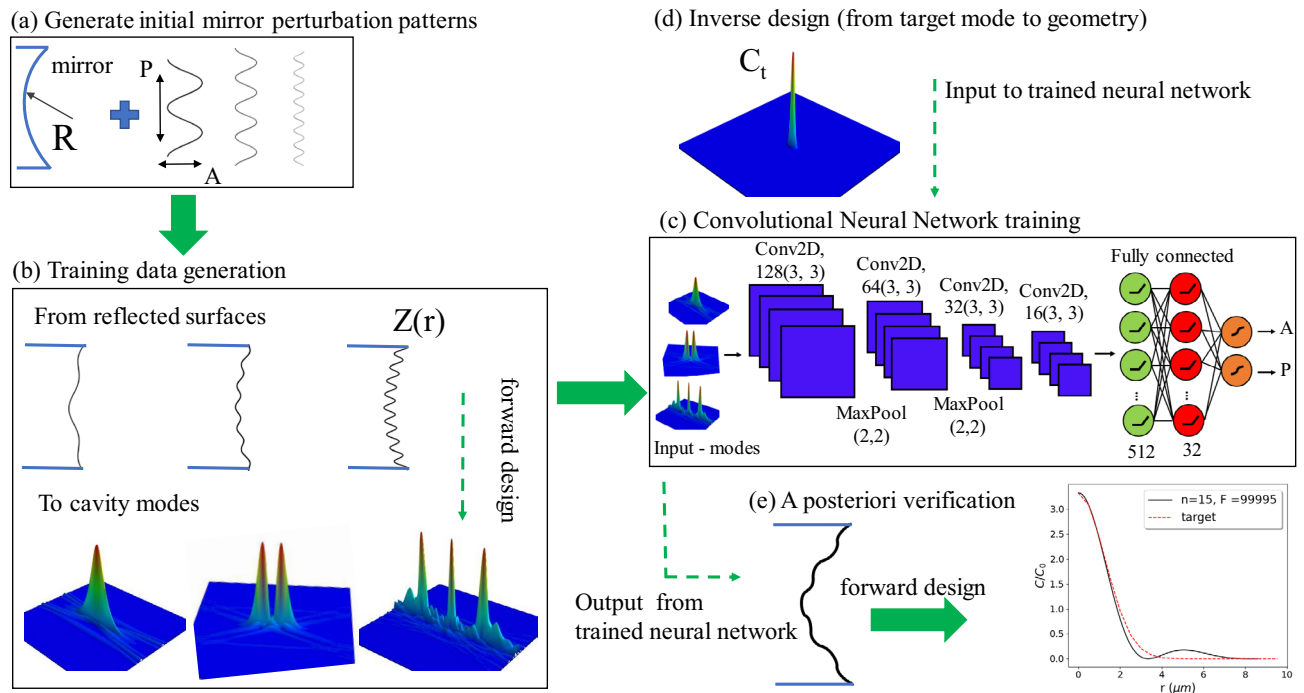 (a) Generate initial mirror perturbation patterns
mirror
P
R
A
(b) Training data generation
From reflected surfaces
Z(r)
forward design
To cavity modes
(d) Inverse design (from target mode to geometry)
C_t
Input to trained neural network
(c) Convolutional Neural Network training
Conv2D,
128(3, 3)
Conv2D,
64(3, 3)
Conv2D,
32(3, 3)
Conv2D,
16(3, 3)
Fully connected
A
P
MaxPool
(2,2)
MaxPool
(2,2)
Input - modes
512
32
(e) A posteriori verification
Output from
trained neural network
forward design
n=15, F =99995
target
C/C₀
3.0
2.5
2.0
1.5
1.0
0.5
0.0
0
2
4
6
8
10
r (μm)